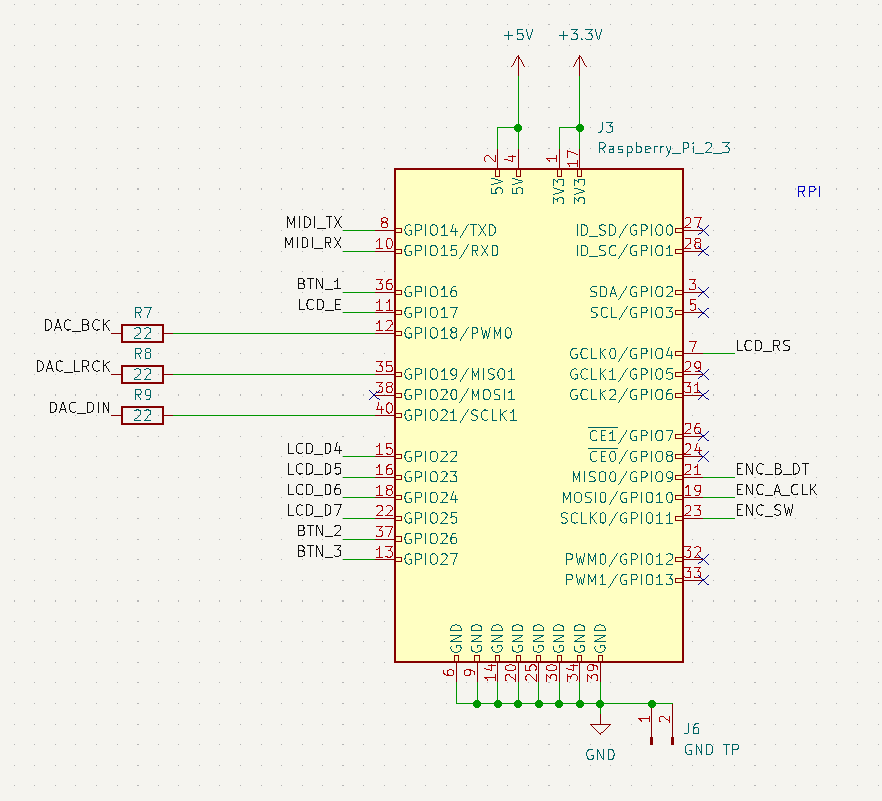 +5V +3.3V
J3
Raspberry_Pi_2_3
2 4 1 17
5V 5V 3V3 3V3
RPI
MIDI_TX 8 GPIO14/TXD ID_SD/GPIO0 27
MIDI_RX 10 GPIO15/RXD ID_SC/GPIO1 28
BTN_1 36 GPIO16 SDA/GPIO2 3
LCD_E 11 GPIO17 SCL/GPIO3 5
R7
DAC_BCK 22 12 GPIO18/PWM0
GCLK0/GPIO4 7 LCD_RS
R8
DAC_LRCK 22 35 GPIO19/MISO1 GCLK1/GPIO5 29
R9
38 GPIO20/MOSI1 GCLK2/GPIO6 31
DAC_DIN 22 40 GPIO21/SCLK1
CE1/GPIO7 26
LCD_D4 15 GPIO22 CE0/GPIO8 24
LCD_D5 16 GPIO23 MISO0/GPIO9 21 ENC_B_DT
LCD_D6 18 GPIO24 MOSI0/GPIO10 19 ENC_A_CLK
LCD_D7 22 GPIO25 SCLK0/GPIO11 23 ENC_SW
BTN_2 37 GPIO26
BTN_3 13 GPIO27 PWM0/GPIO12 32
PWM1/GPIO13 33
GND GND GND GND GND GND GND GND
6 9 14 20 25 30 34 39
1 2
J6
GND TP
GND